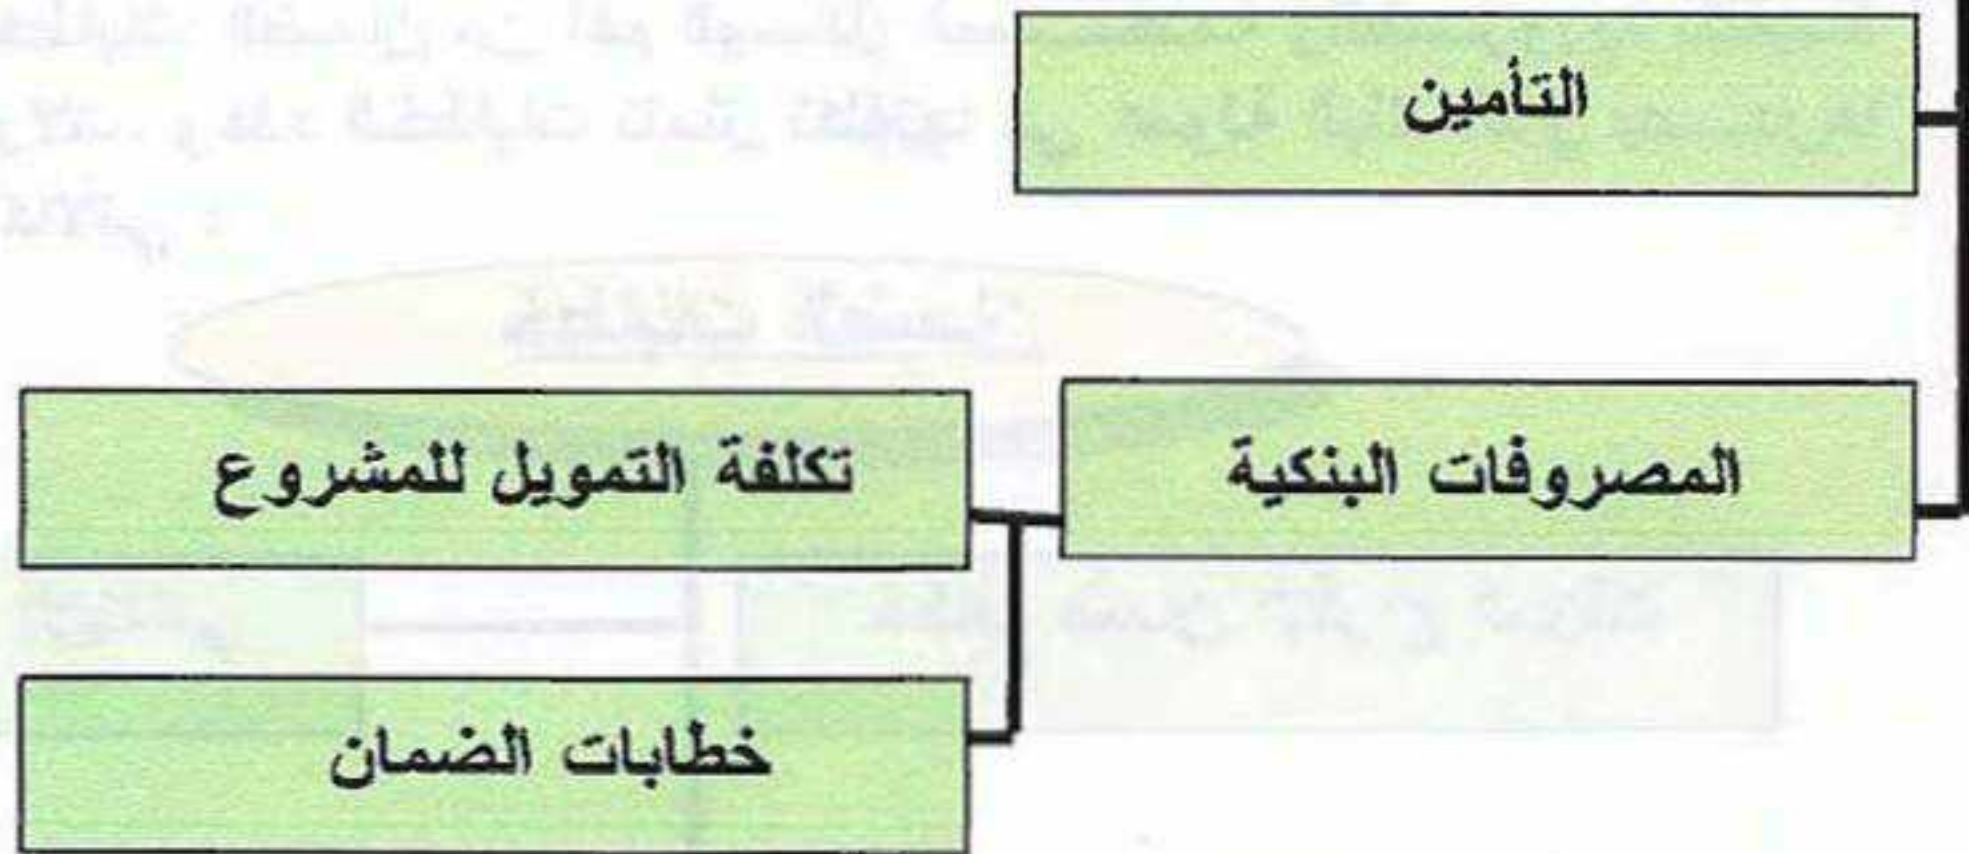 التأمين
المصروفات البنكية
تكلفة التمويل للمشروع
خطابات الضمان